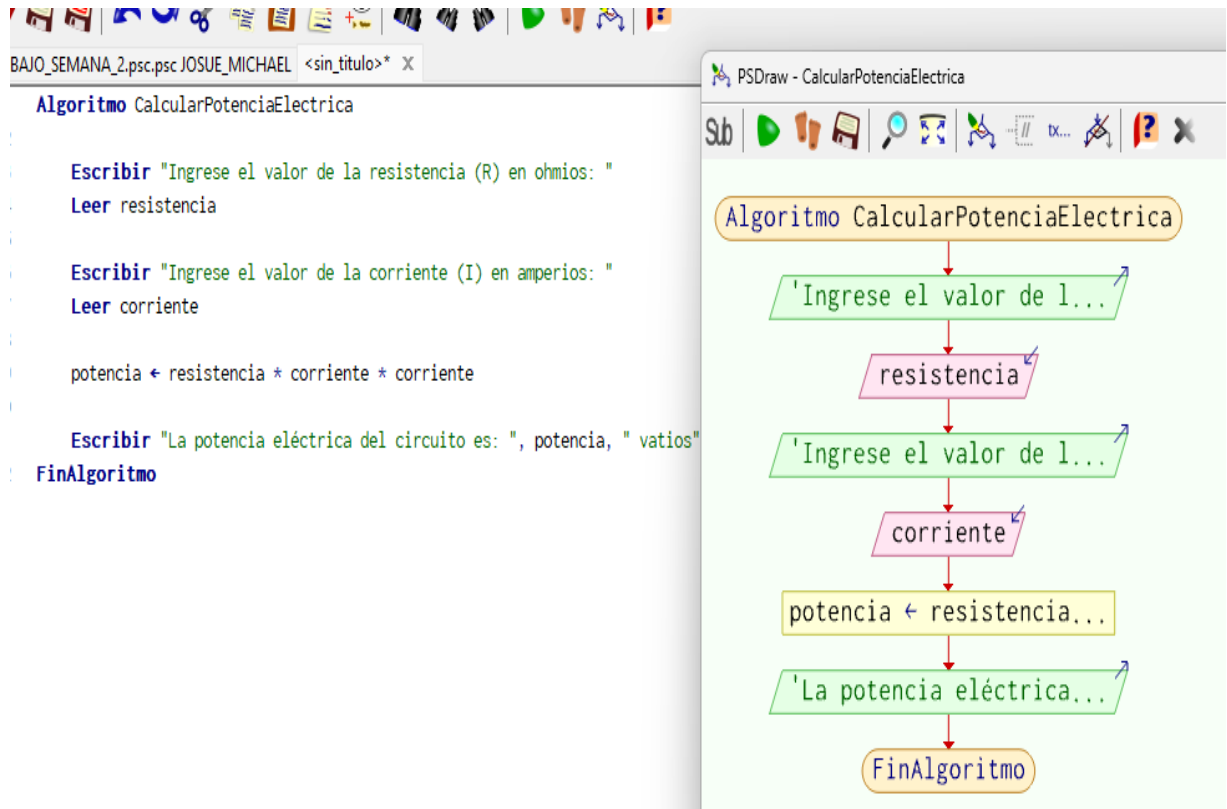 BAJO_SEMANA_2.psc.psc JOSUE_MICHAEL <sin_titulo>* X
Algoritmo CalcularPotenciaElectrica
Escribir "Ingrese el valor de la resistencia (R) en ohmios: "
Leer resistencia
Escribir "Ingrese el valor de la corriente (I) en amperios: "
Leer corriente
potencia ← resistencia * corriente * corriente
Escribir "La potencia eléctrica del circuito es: ", potencia, " vatios"
FinAlgoritmo
PSDraw - CalcularPotenciaElectrica
Sub tx...
Algoritmo CalcularPotenciaElectrica
'Ingrese el valor de l...
resistencia
'Ingrese el valor de l...
corriente
potencia ← resistencia...
'La potencia eléctrica...
FinAlgoritmo